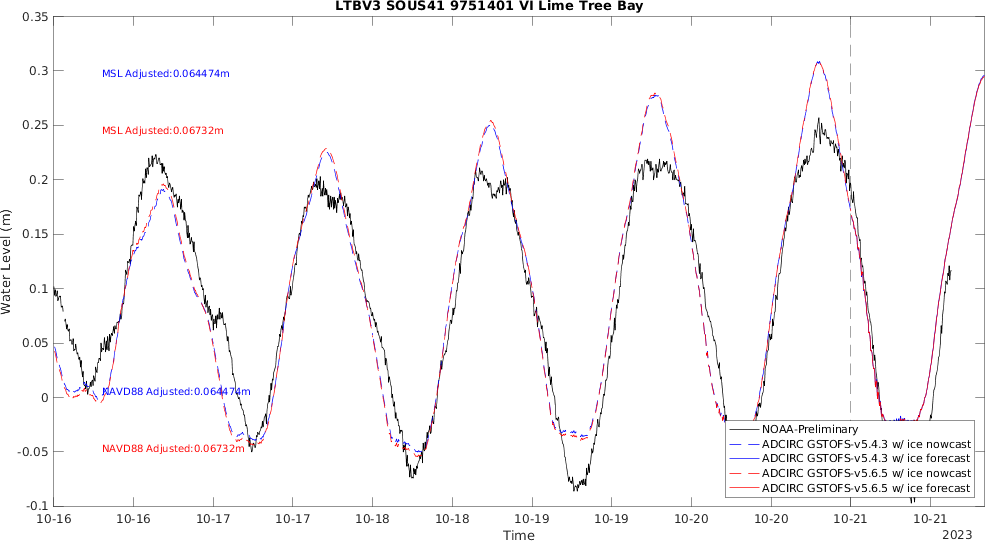 LTBV3 SOUS41 9751401 VI Lime Tree Bay
0.35
0.3
0.25
0.2
0.15
0.1
0.05
0
-0.05
-0.1
Water Level (m)
MSL Adjusted:0.064474m
MSL Adjusted:0.06732m
NAVD88 Adjusted:0.064474m
NAVD88 Adjusted:0.06732m
NOAA-Preliminary
ADCIRC GSTOFS-v5.4.3 w/ ice nowcast
ADCIRC GSTOFS-v5.4.3 w/ ice forecast
ADCIRC GSTOFS-v5.6.5 w/ ice nowcast
ADCIRC GSTOFS-v5.6.5 w/ ice forecast
10-16 10-16 10-17 10-17 10-18 10-18 10-19 10-19 10-20 10-20 10-21 10-21
Time
2023